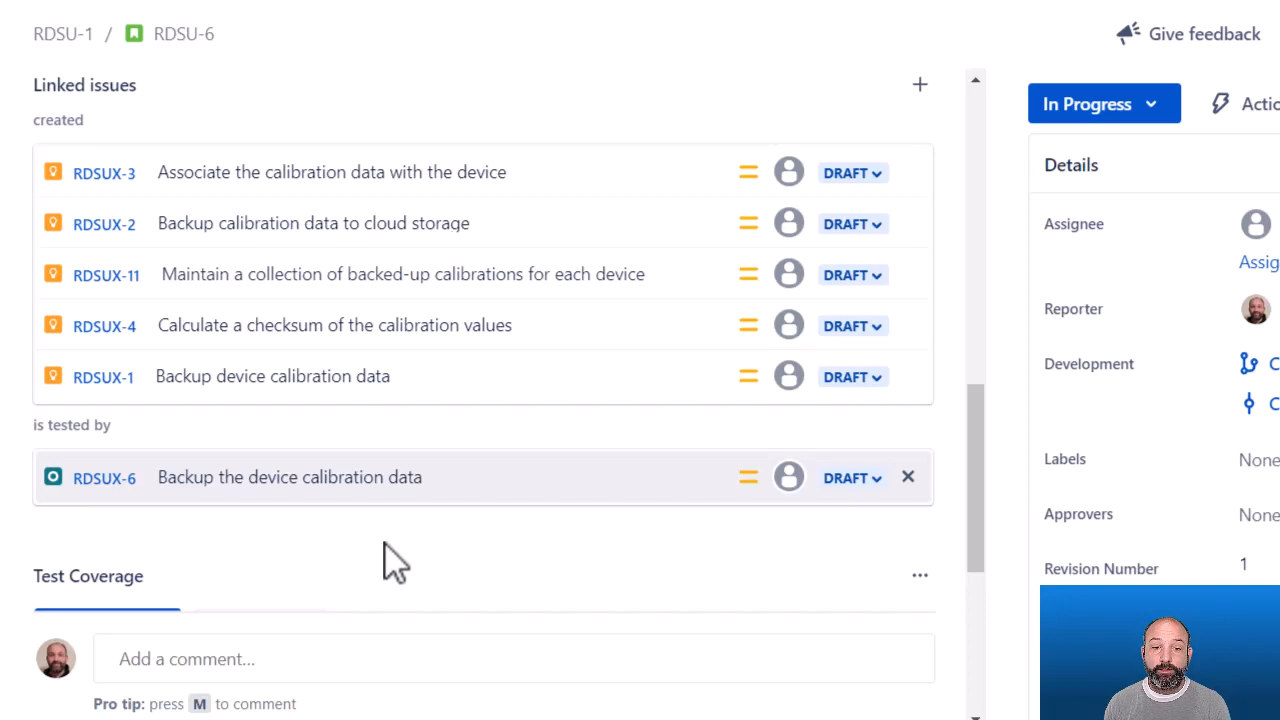 RDSU-1 / RDSU-6
Give feedback
Linked issues
created
RDSUX-3 Associate the calibration data with the device DRAFT
RDSUX-2 Backup calibration data to cloud storage DRAFT
RDSUX-11 Maintain a collection of backed-up calibrations for each device DRAFT
RDSUX-4 Calculate a checksum of the calibration values DRAFT
RDSUX-1 Backup device calibration data DRAFT
is tested by
RDSUX-6 Backup the device calibration data DRAFT
Test Coverage
Add a comment...
Pro tip: press M to comment
In Progress
Actio
Details
Assignee
Assig
Reporter
Development
C
C
Labels
None
Approvers
None
Revision Number
1